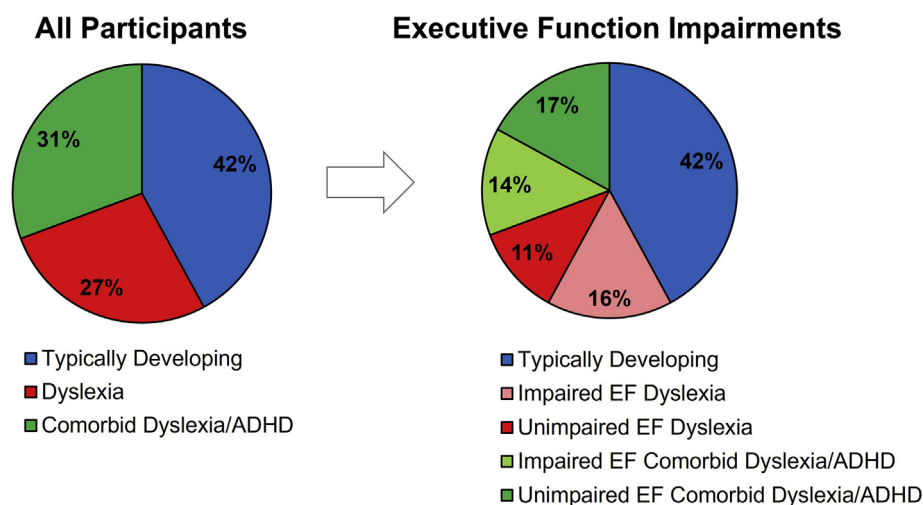 All Participants
31%
42%
27%
Typically Developing
Dyslexia
Comorbid Dyslexia/ADHD
Executive Function Impairments
17%
42%
14%
11%
16%
Typically Developing
Impaired EF Dyslexia
Unimpaired EF Dyslexia
Impaired EF Comorbid Dyslexia/ADHD
Unimpaired EF Comorbid Dyslexia/ADHD